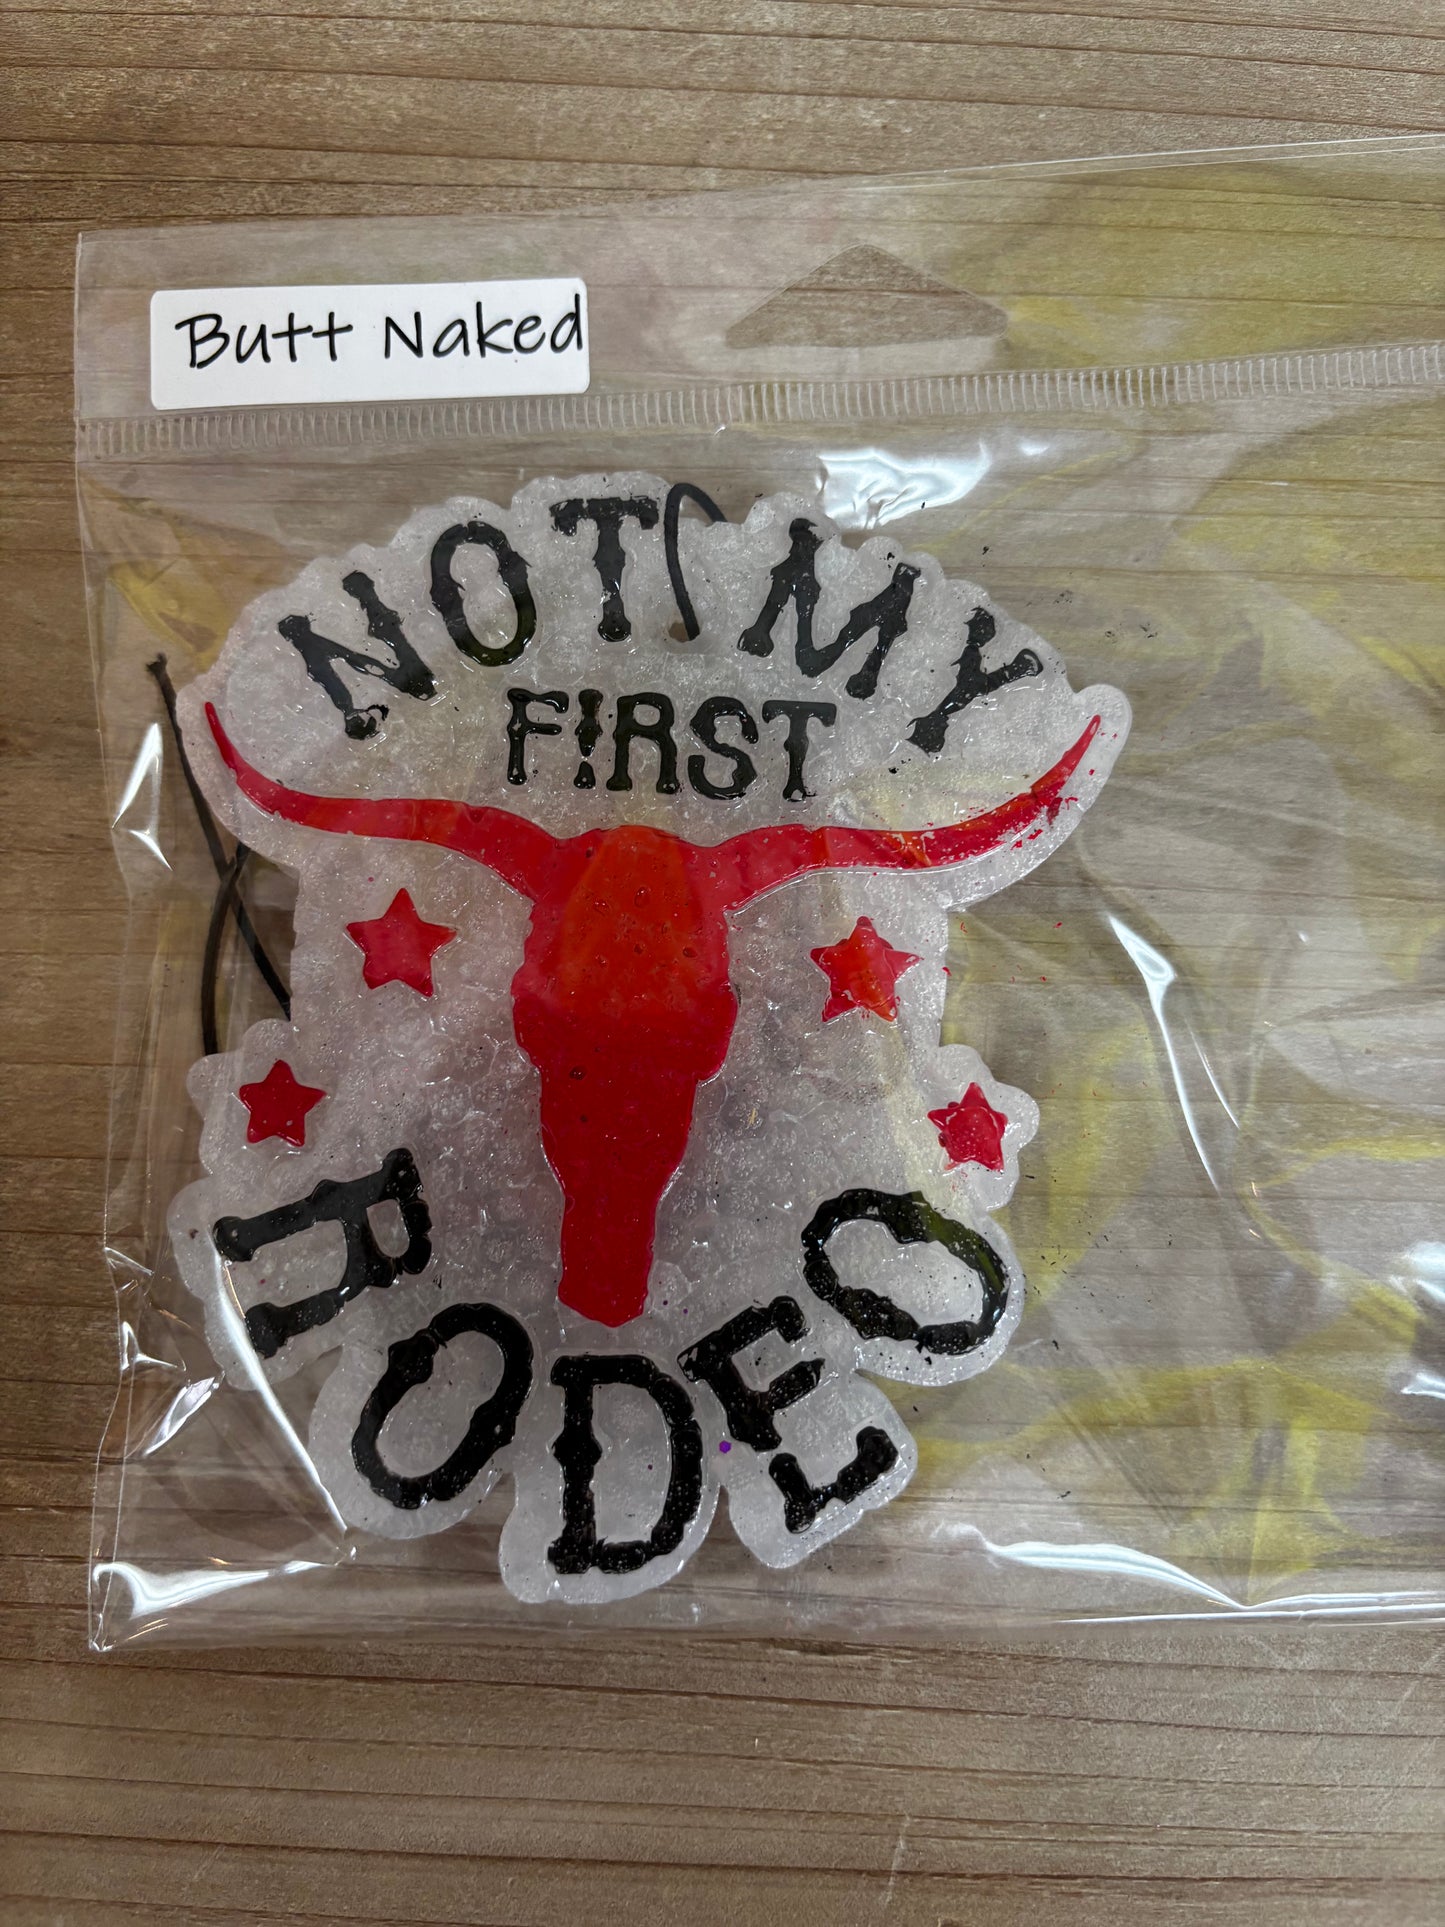 Butt Naked
NOT MY
FIRST
RODEO